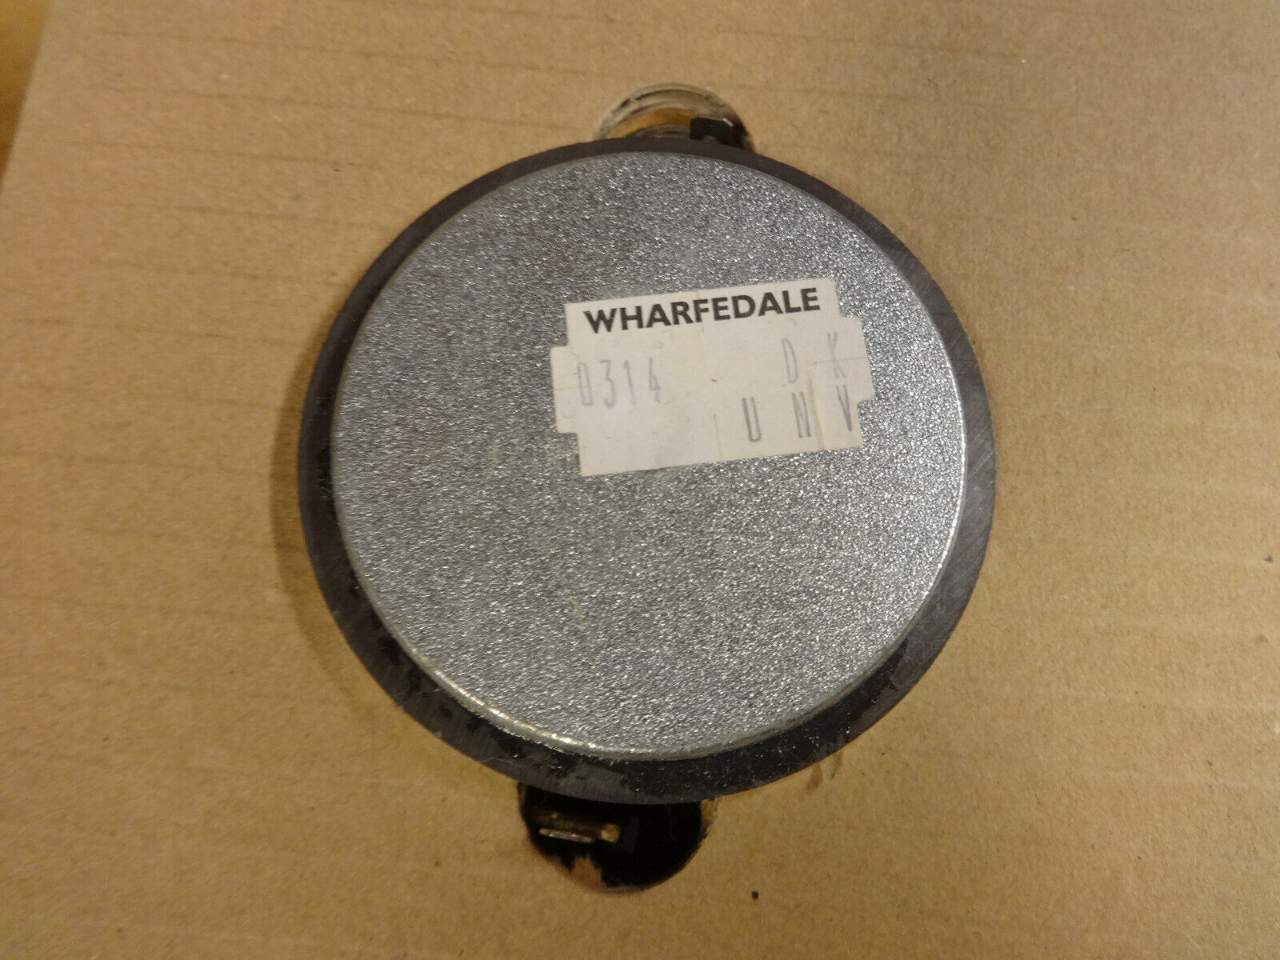 WHARFEDALE
0314 D K
U N V